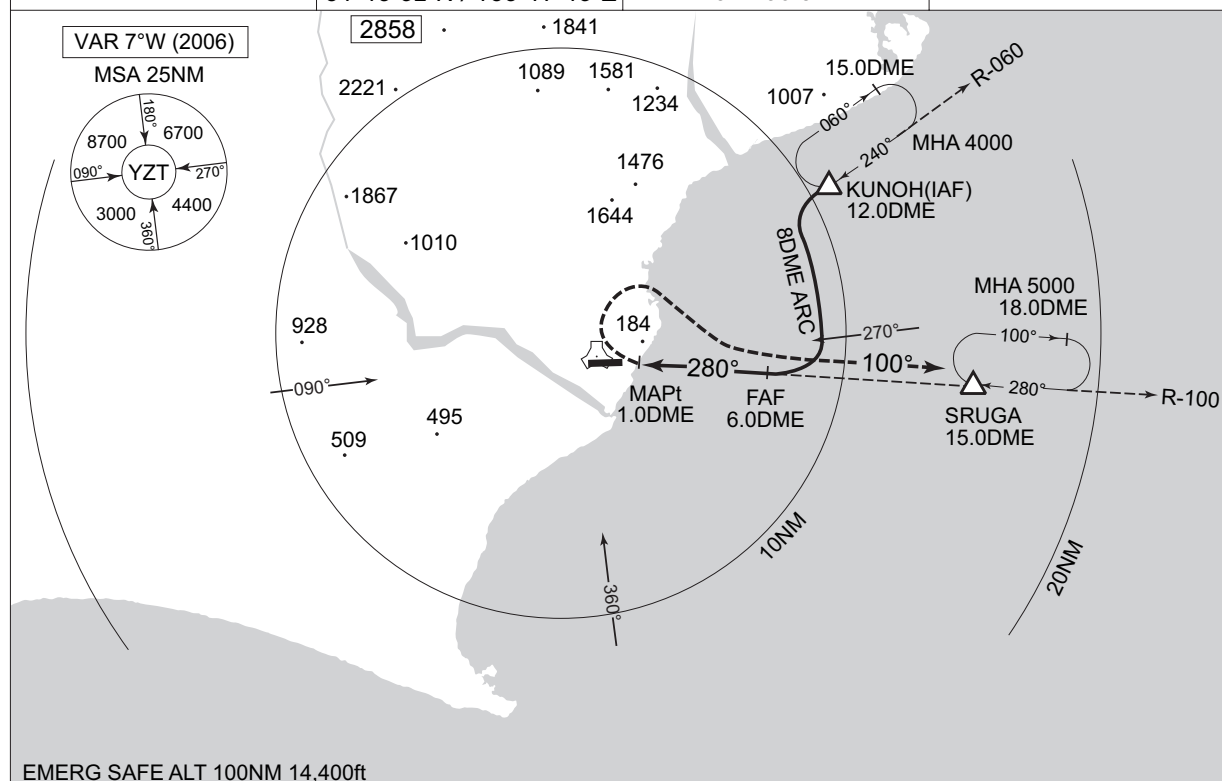 VAR 7°W (2006)
MSA 25NM
180°
8700
6700
090°
YZT
270°
3000
4400
360°
2858
1841
2221
1089
1581
1234
1007
15.0DME
R-060
060°
240°
MHA 4000
KUNOH(IAF)
12.0DME
1476
1644
1867
1010
8DME ARC
184
928
090°
270°
MHA 5000
18.0DME
100°
280°
100°
280°
R-100
MAPt
1.0DME
FAF
6.0DME
SRUGA
15.0DME
495
509
10NM
20NM
360°
EMERG SAFE ALT 100NM 14,400ft